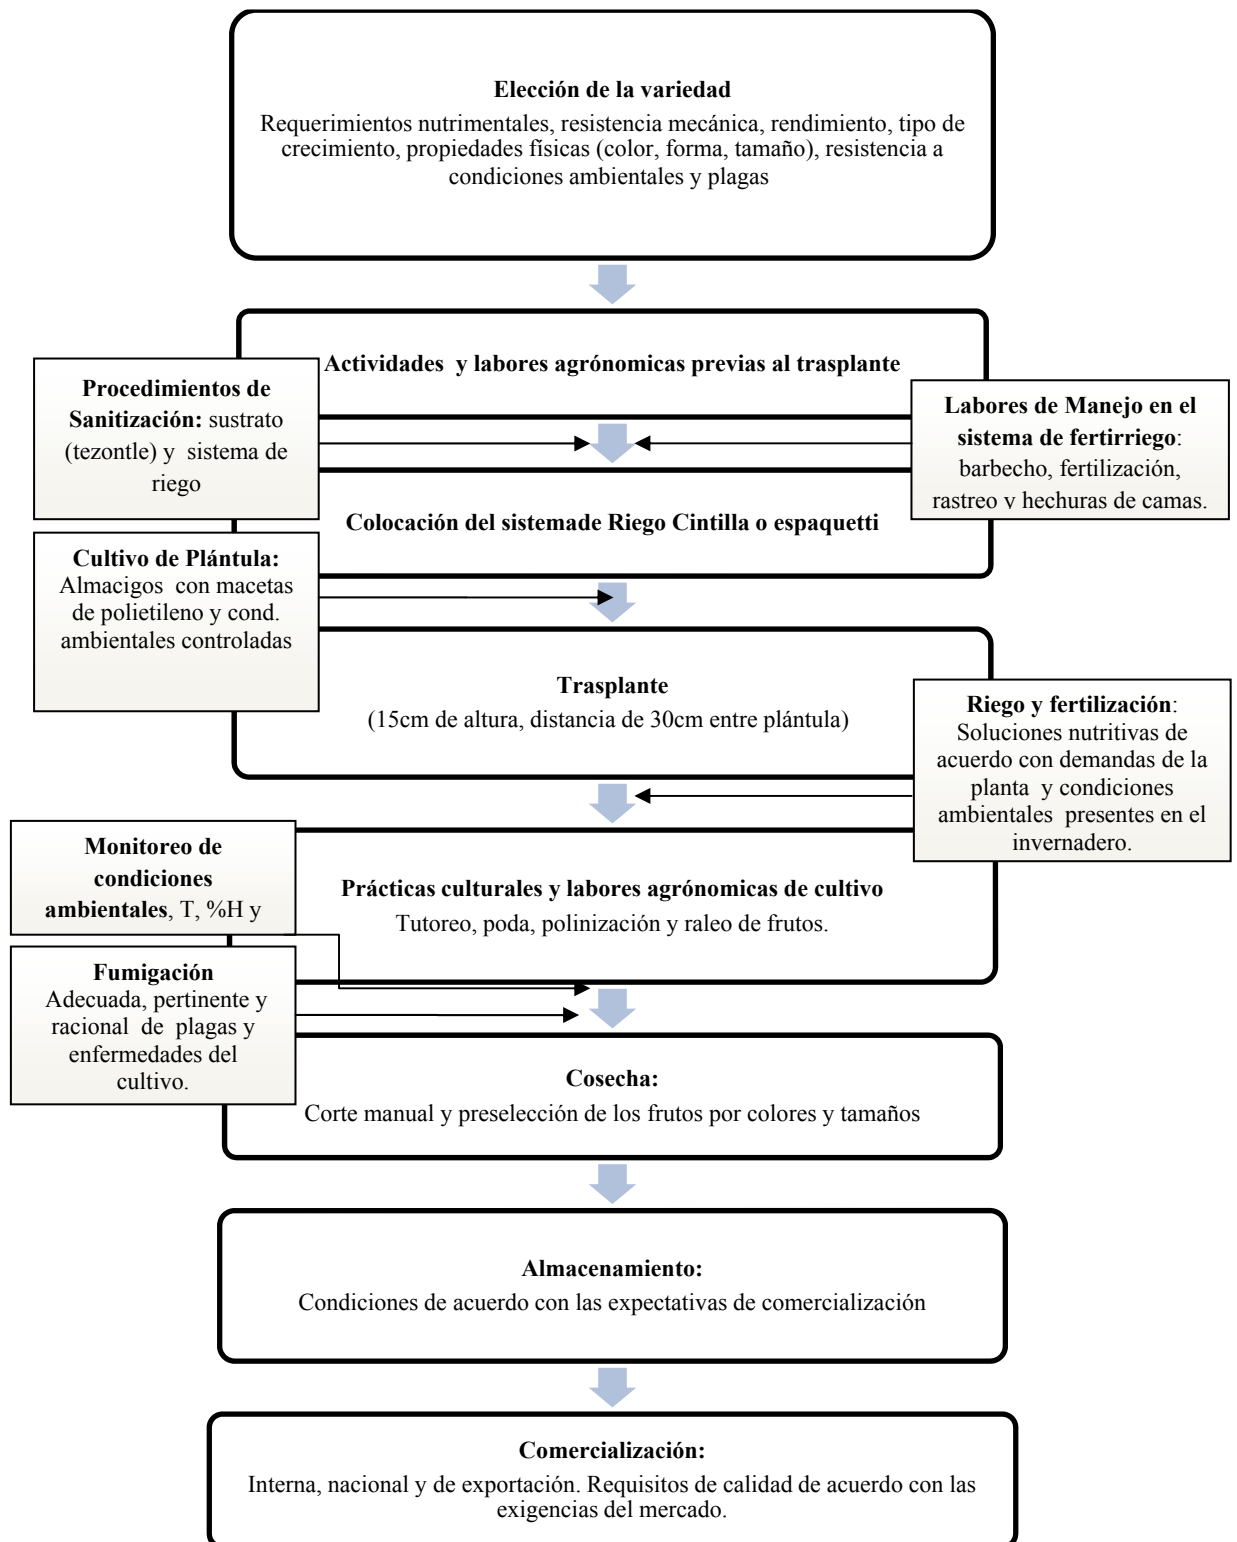 Elección de la variedad
Requerimientos nutrimentales, resistencia mecánica, rendimiento, tipo de
crecimiento, propiedades físicas (color, forma, tamaño), resistencia a
condiciones ambientales y plagas
Actividades y labores agrónomicas previas al trasplante
Procedimientos de
Sanitización: sustrato
(tezontle) y sistema de
riego
Labores de Manejo en el
sistema de fertirriego:
barbecho, fertilización,
rastreo y hechuras de camas.
Colocación del sistemade Riego Cintilla o espaquetti
Cultivo de Plántula:
Almacigos con macetas
de polietileno y cond.
ambientales controladas
Trasplante
(15cm de altura, distancia de 30cm entre plántula)
Riego y fertilización:
Soluciones nutritivas de
acuerdo con demandas de la
planta y condiciones
ambientales presentes en el
invernadero.
Monitoreo de
condiciones
ambientales, T, %H y
Prácticas culturales y labores agrónomicas de cultivo
Tutoreo, poda, polinización y raleo de frutos.
Fumigación
Adecuada, pertinente y
racional de plagas y
enfermedades del
cultivo.
Cosecha:
Corte manual y preselección de los frutos por colores y tamaños
Almacenamiento:
Condiciones de acuerdo con las expectativas de comercialización
Comercialización:
Interna, nacional y de exportación. Requisitos de calidad de acuerdo con las
exigencias del mercado.